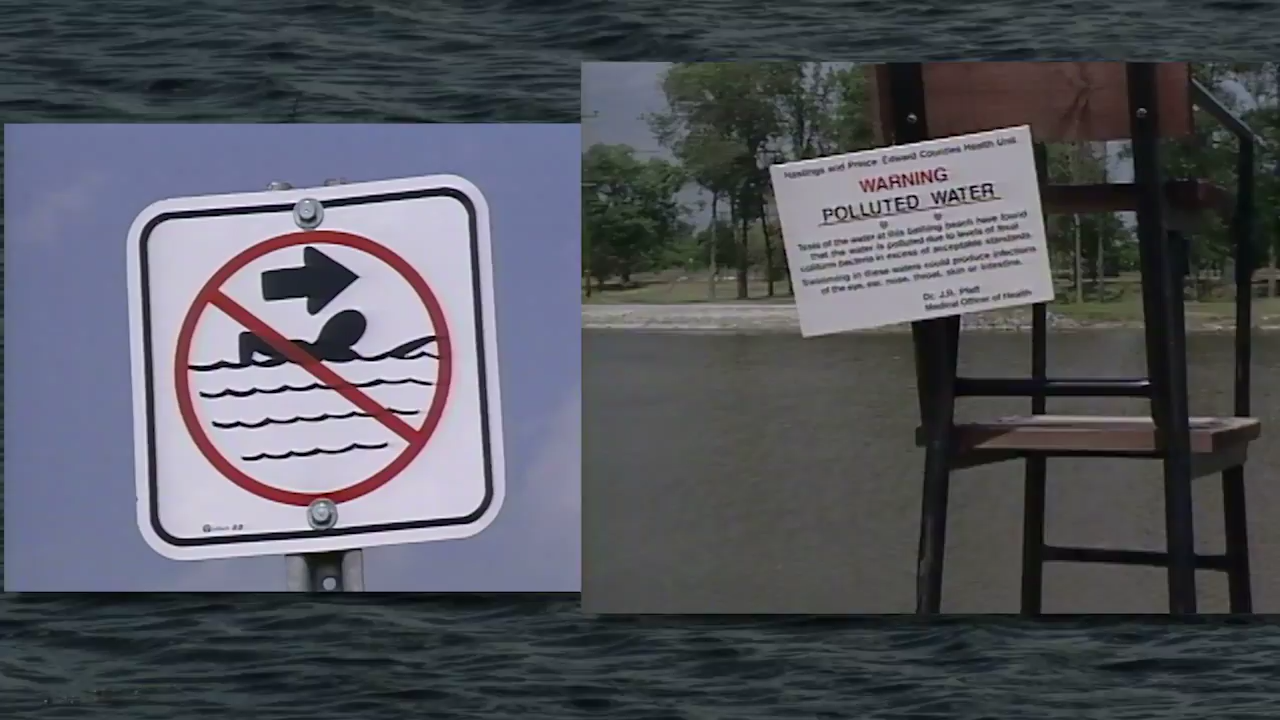 Hastings and Prince Edward Counties Health Unit
WARNING
POLLUTED WATER
Tests of the water at this bathing beach have found
that the water is polluted due to levels of fecal
coliform bacteria in excess of acceptable standards.
Swimming in these waters could produce infections
of the eye, ear, nose, throat, skin or intestine.
Dr. J.R.
Medical Officer of Health